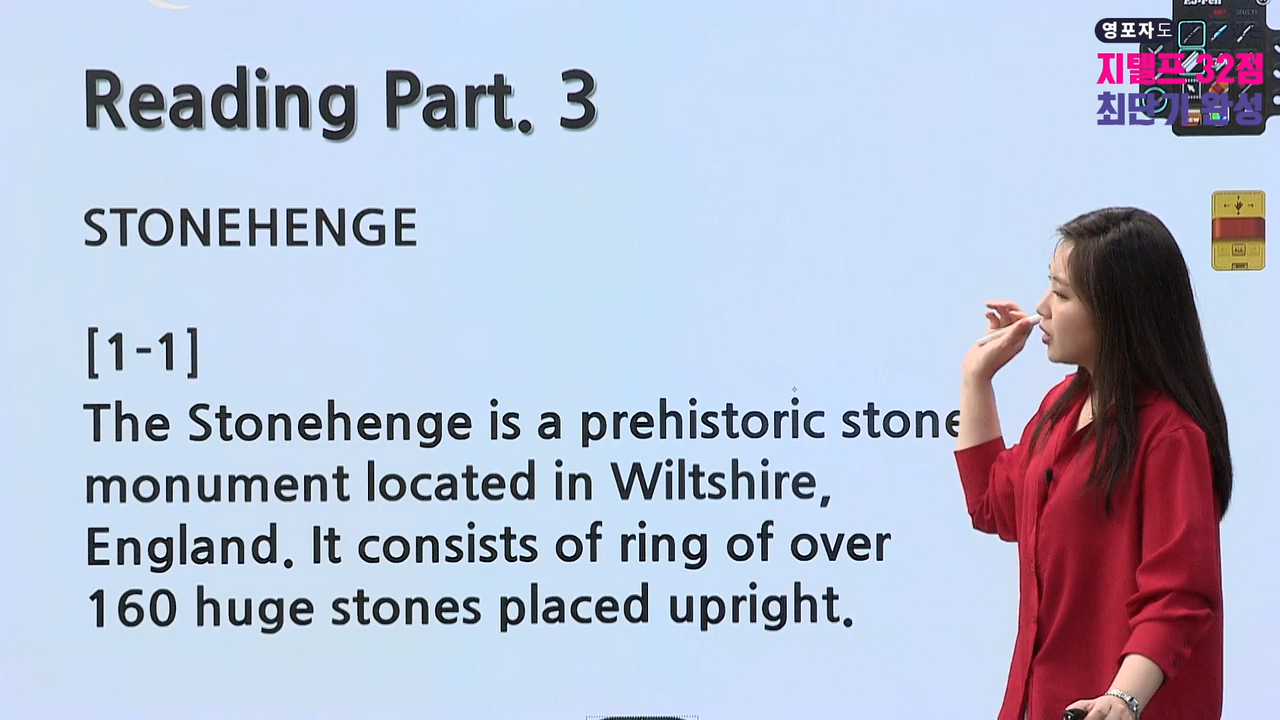 영포자도
지텔프 32점
최단기 완성
Reading Part. 3
STONEHENGE
[1-1]
The Stonehenge is a prehistoric stone
monument located in Wiltshire,
England. It consists of ring of over
160 huge stones placed upright.